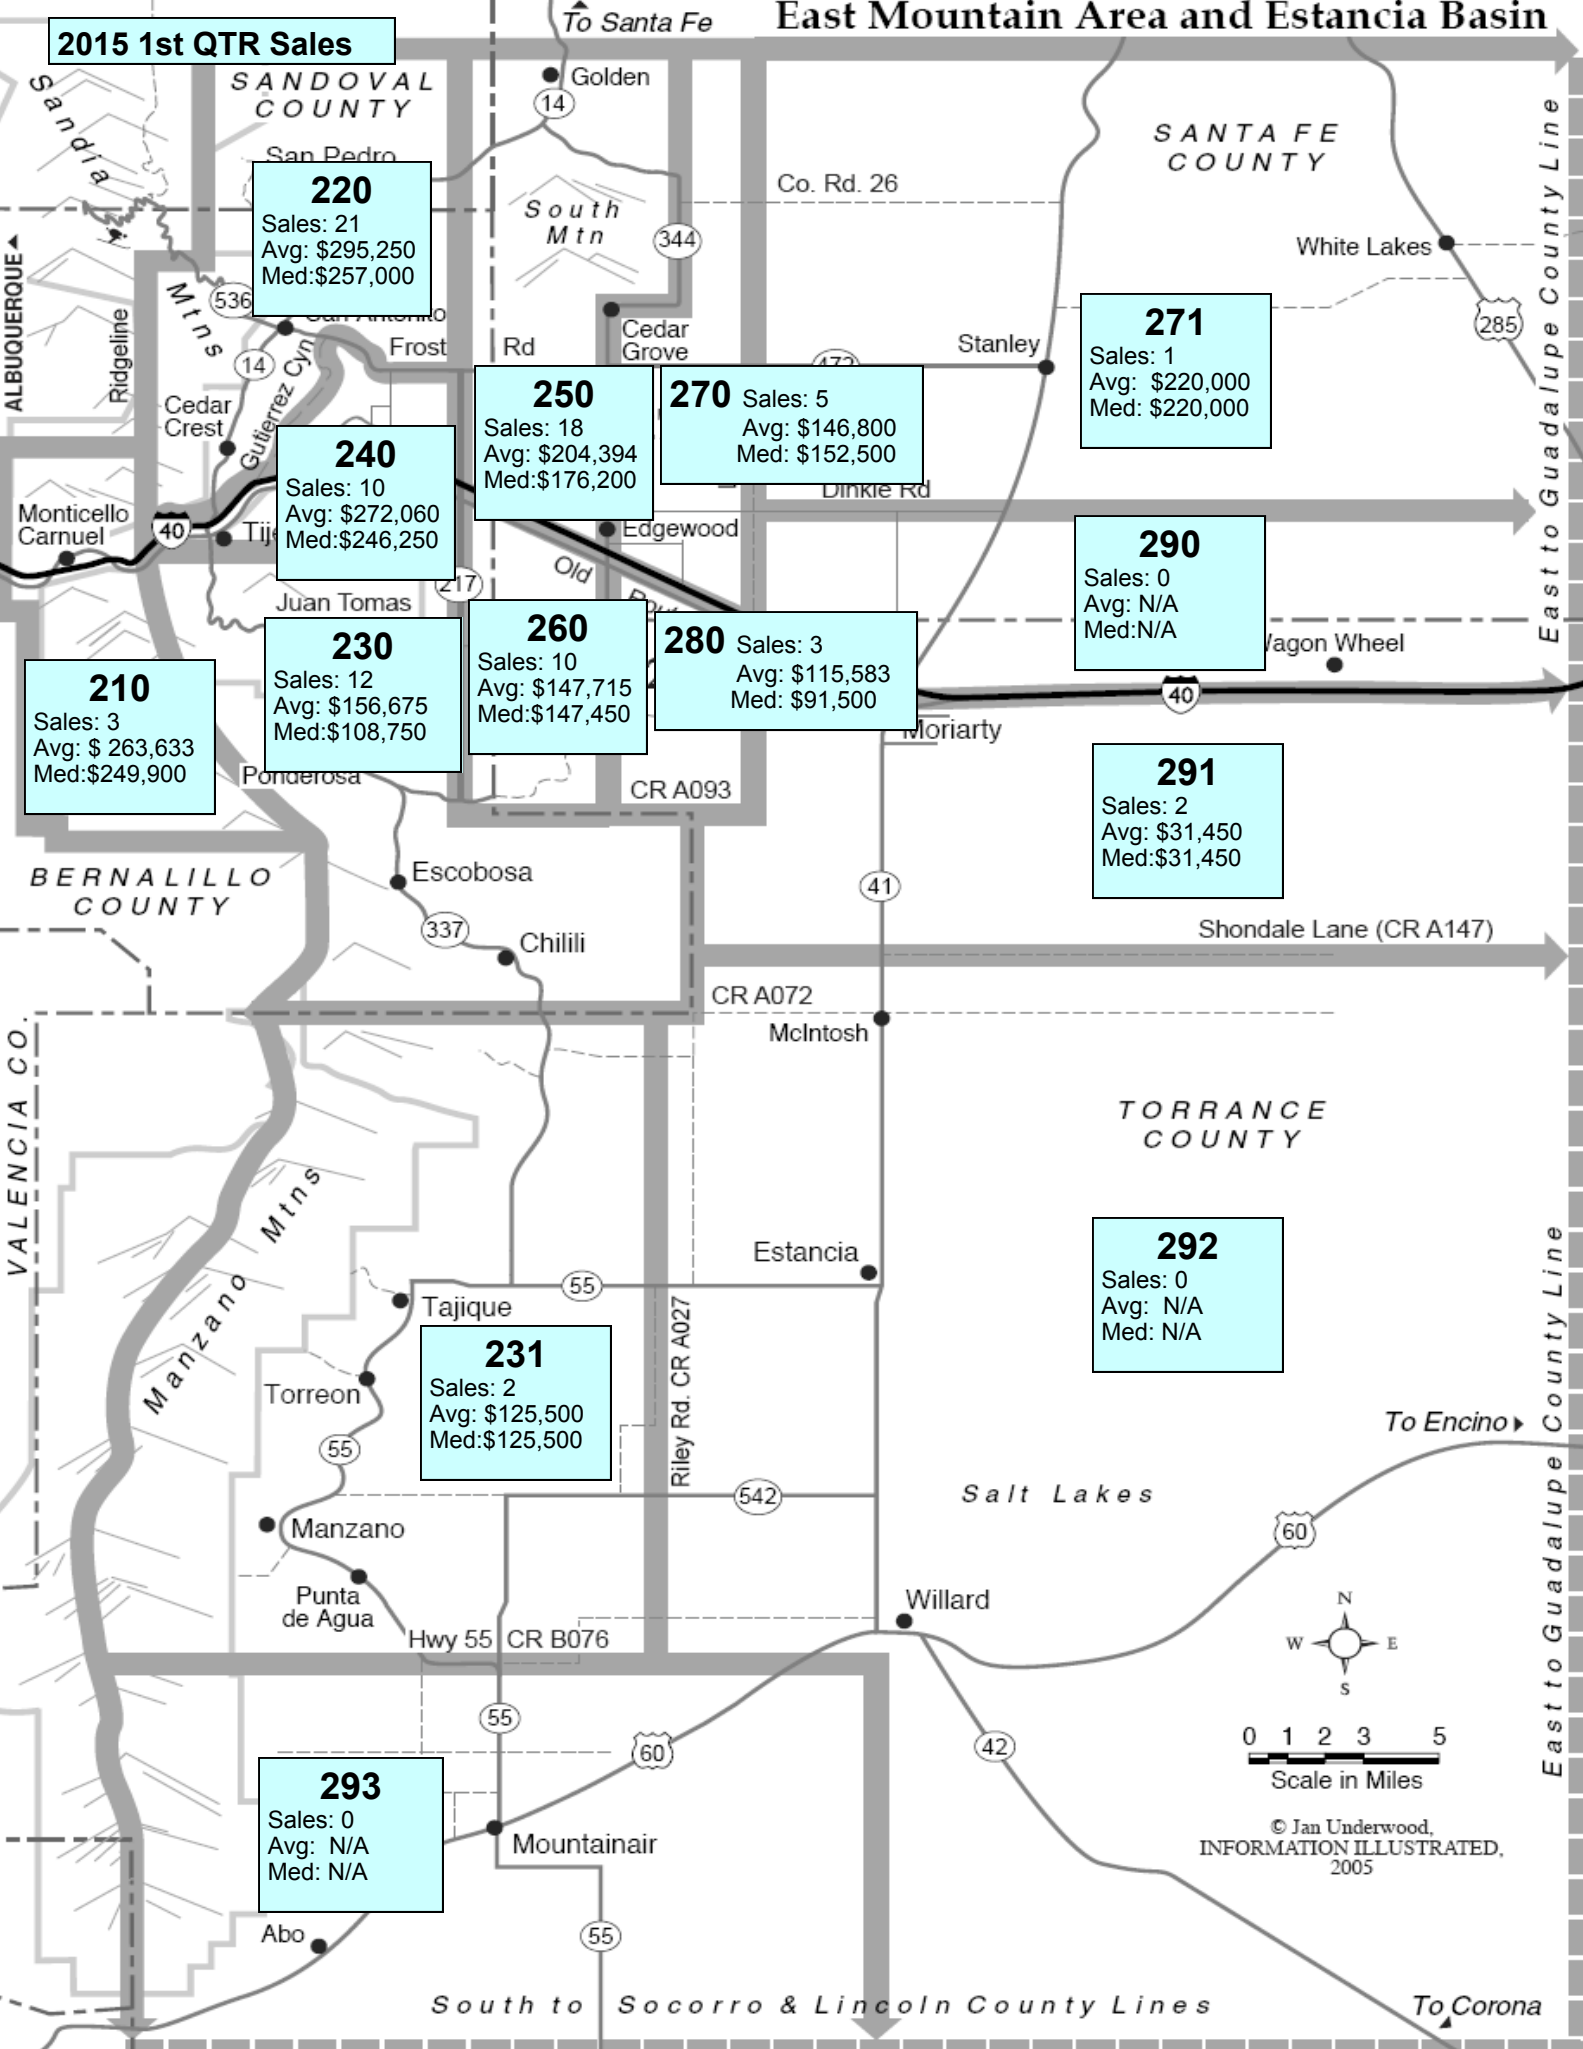 East Mountain Area and Estancia Basin
To Santa Fe
2015 1st QTR Sales
SANDOVAL
COUNTY
Golden
14
Sandia
Mtns
San Pedro
220
Sales: 21
Avg: $295,250
Med:$257,000
South
Mtn
344
Co. Rd. 26
SANTA FE
COUNTY
White Lakes
285
East to Guadalupe County Line
ALBUQUERQUE
Ridgeline
536
San Antonito
14
Gutierrez Cyn
Frost
Rd
Cedar
Grove
472
Stanley
271
Sales: 1
Avg: $220,000
Med: $220,000
Cedar
Crest
250
Sales: 18
Avg: $204,394
Med:$176,200
270 Sales: 5
Avg: $146,800
Med: $152,500
240
Sales: 10
Avg: $272,060
Med:$246,250
Dinkle Rd
Monticello
Carnuel
40
Tije
Edgewood
Old
217
Juan Tomas
290
Sales: 0
Avg: N/A
Med:N/A
Wagon Wheel
40
210
Sales: 3
Avg: $ 263,633
Med:$249,900
230
Sales: 12
Avg: $156,675
Med:$108,750
260
Sales: 10
Avg: $147,715
Med:$147,450
280 Sales: 3
Avg: $115,583
Med: $91,500
Moriarty
Ponderosa
CR A093
291
Sales: 2
Avg: $31,450
Med:$31,450
BERNALILLO
COUNTY
Escobosa
41
337
Chilili
Shondale Lane (CR A147)
CR A072
McIntosh
VALENCIA CO.
TORRANCE
COUNTY
Manzano Mtns
Estancia
292
Sales: 0
Avg: N/A
Med: N/A
55
Tajique
Riley Rd. CR A027
231
Sales: 2
Avg: $125,500
Med:$125,500
Torreon
East to Guadalupe County Line
To Encino
55
542
Salt Lakes
60
Manzano
Punta
de Agua
Willard
Hwy 55
CR B076
N
W
E
S
55
60
42
0 1 2 3 5
Scale in Miles
293
Sales: 0
Avg: N/A
Med: N/A
Mountainair
© Jan Underwood,
INFORMATION ILLUSTRATED,
2005
Abo
55
South to Socorro & Lincoln County Lines
To Corona